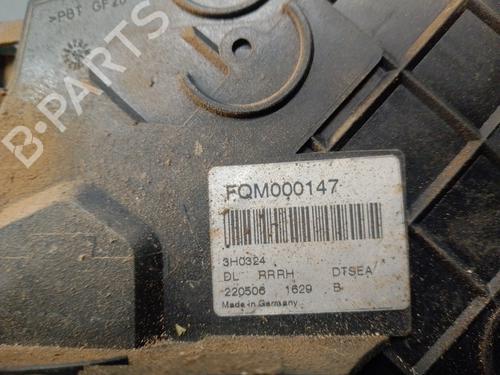 >PBT GF20
B-PARTS
FQM000147
3H0324
DL RRRH DTSEA
220506 1629 B
Made in Germany